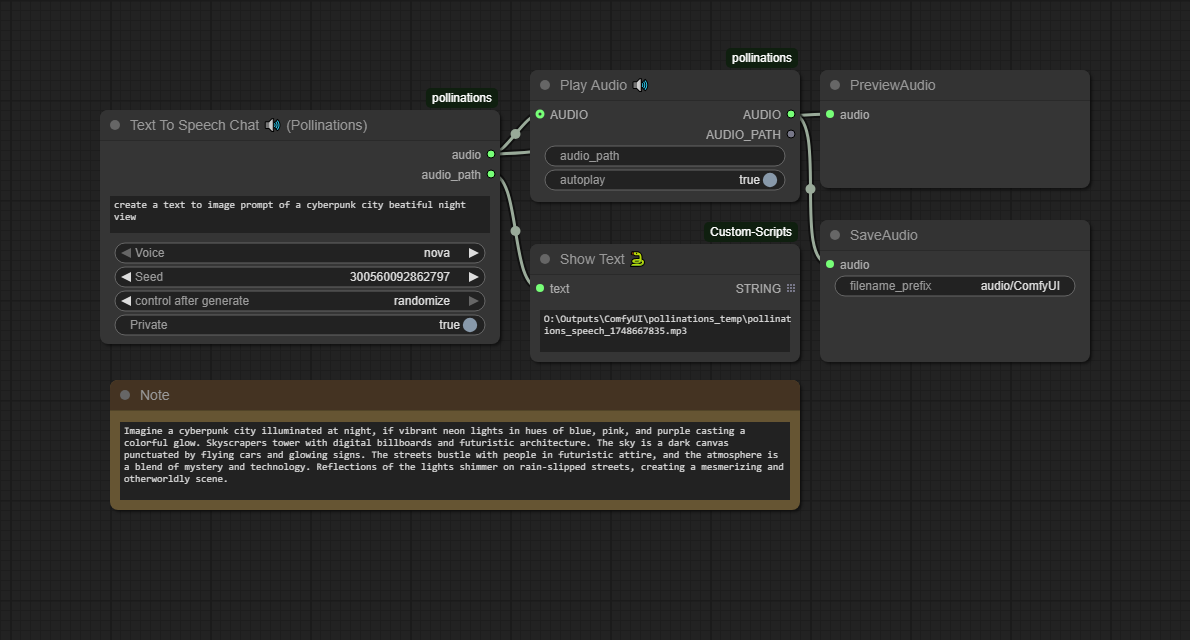 pollinations
Text To Speech Chat 🔊 (Pollinations)
audio
audio_path
create a text to image prompt of a cyberpunk city beatiful night
view
Voice nova
Seed 300560092862797
control after generate randomize
Private true
pollinations
Play Audio 🔊
AUDIO AUDIO
AUDIO_PATH
audio_path
autoplay true
Custom-Scripts
Show Text 🐍
text STRING
O:\Outputs\ComfyUI\pollinations_temp\pollinat
ions_speech_1748667835.mp3
PreviewAudio
audio
SaveAudio
audio
filename_prefix audio/ComfyUI
Note
Imagine a cyberpunk city illuminated at night, if vibrant neon lights in hues of blue, pink, and purple casting a
colorful glow. Skyscrapers tower with digital billboards and futuristic architecture. The sky is a dark canvas
punctuated by flying cars and glowing signs. The streets bustle with people in futuristic attire, and the atmosphere is
a blend of mystery and technology. Reflections of the lights shimmer on rain-slipped streets, creating a mesmerizing and
otherworldly scene.